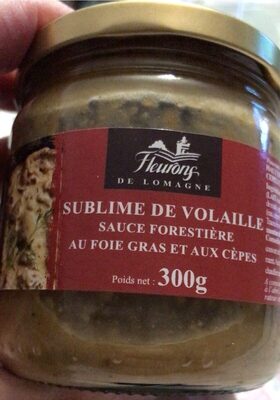 Fleurons
DE LOMAGNE
SUBLIME DE VOLAILLE
SAUCE FORESTIÈRE
AU FOIE GRAS ET AUX CÈPES
Poids net : 300g